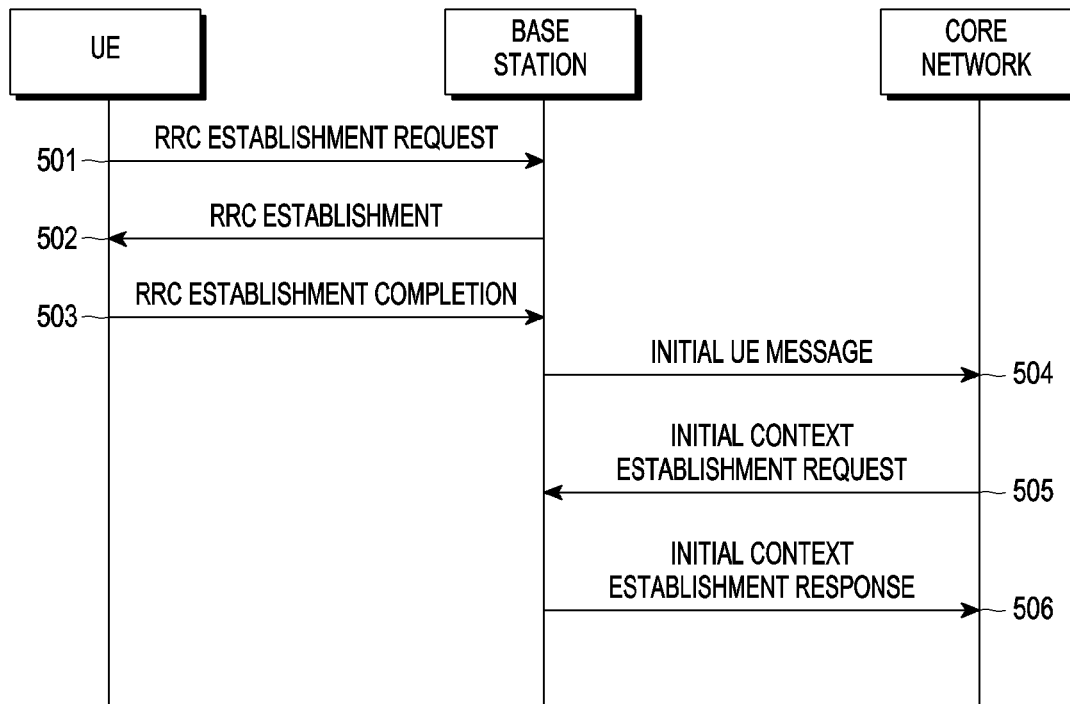 UE
BASE
STATION
CORE
NETWORK
RRC ESTABLISHMENT REQUEST
501
RRC ESTABLISHMENT
502
RRC ESTABLISHMENT COMPLETION
503
INITIAL UE MESSAGE
504
INITIAL CONTEXT
ESTABLISHMENT REQUEST
505
INITIAL CONTEXT
ESTABLISHMENT RESPONSE
506